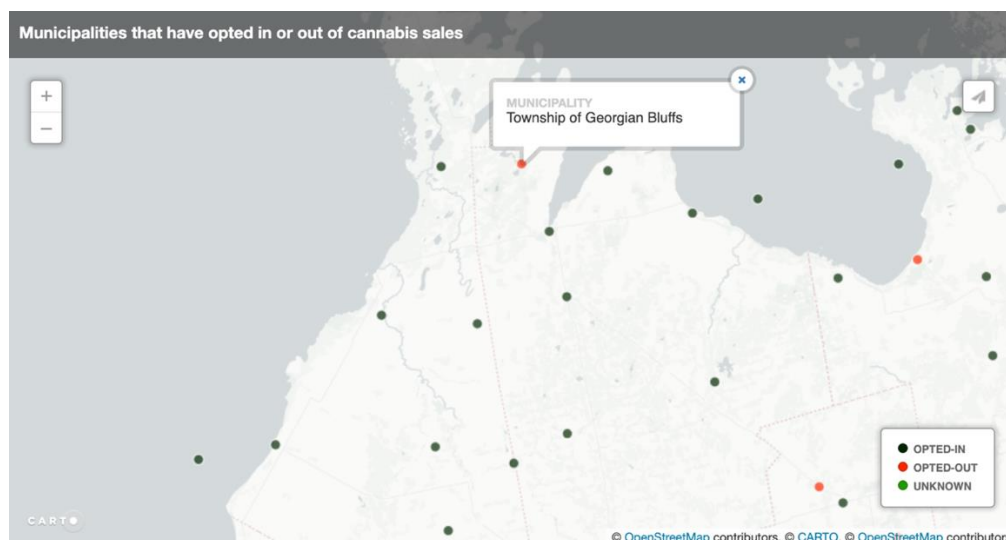 Municipalities that have opted in or out of cannabis sales
+
−
×
MUNICIPALITY
Township of Georgian Bluffs
OPTED-IN
OPTED-OUT
UNKNOWN
CARTO
© OpenStreetMap contributors, © CARTO, © OpenStreetMap contributor